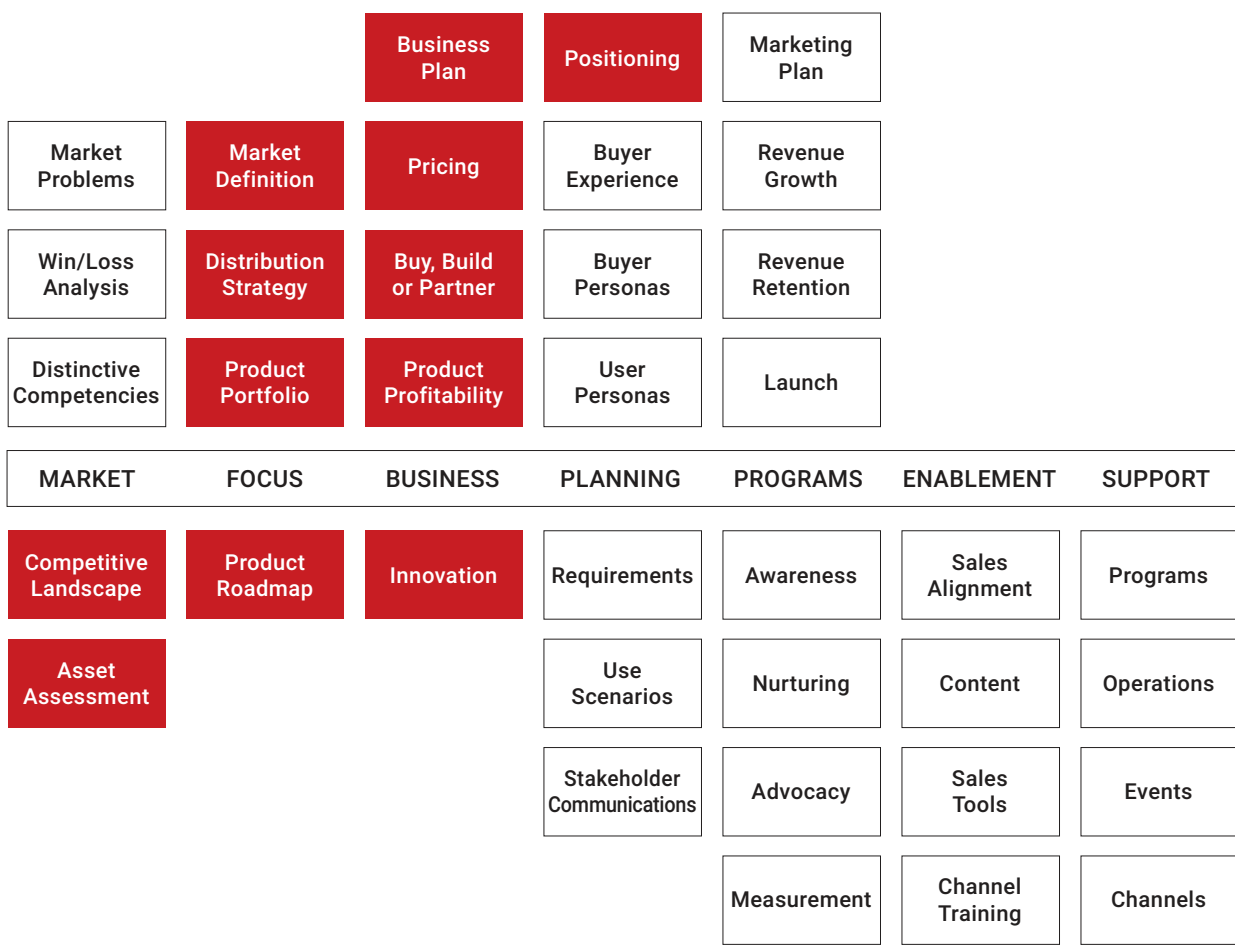 Business
Plan
Positioning
Marketing
Plan
Market
Problems
Market
Definition
Pricing
Buyer
Experience
Revenue
Growth
Win/Loss
Analysis
Distribution
Strategy
Buy, Build
or Partner
Buyer
Personas
Revenue
Retention
Distinctive
Competencies
Product
Portfolio
Product
Profitability
User
Personas
Launch
MARKET FOCUS BUSINESS PLANNING PROGRAMS ENABLEMENT SUPPORT
Competitive
Landscape
Product
Roadmap
Innovation
Requirements
Awareness
Sales
Alignment
Programs
Asset
Assessment
Use
Scenarios
Nurturing
Content
Operations
Stakeholder
Communications
Advocacy
Sales
Tools
Events
Measurement
Channel
Training
Channels